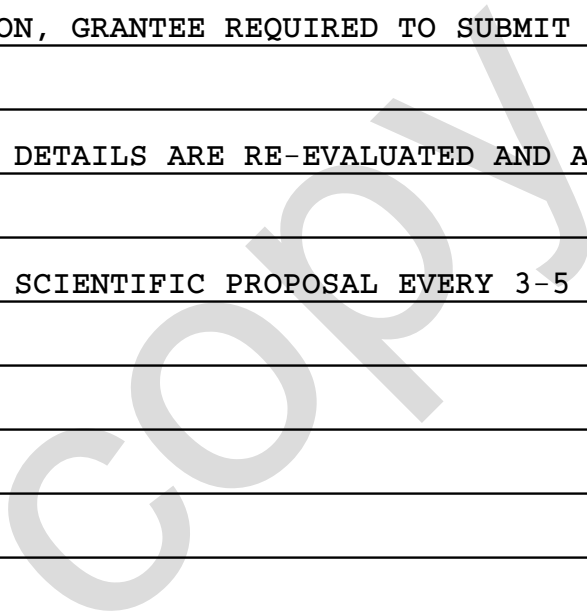 ON, GRANTEE REQUIRED TO SUBMIT
DETAILS ARE RE-EVALUATED AND A
SCIENTIFIC PROPOSAL EVERY 3-5
copy